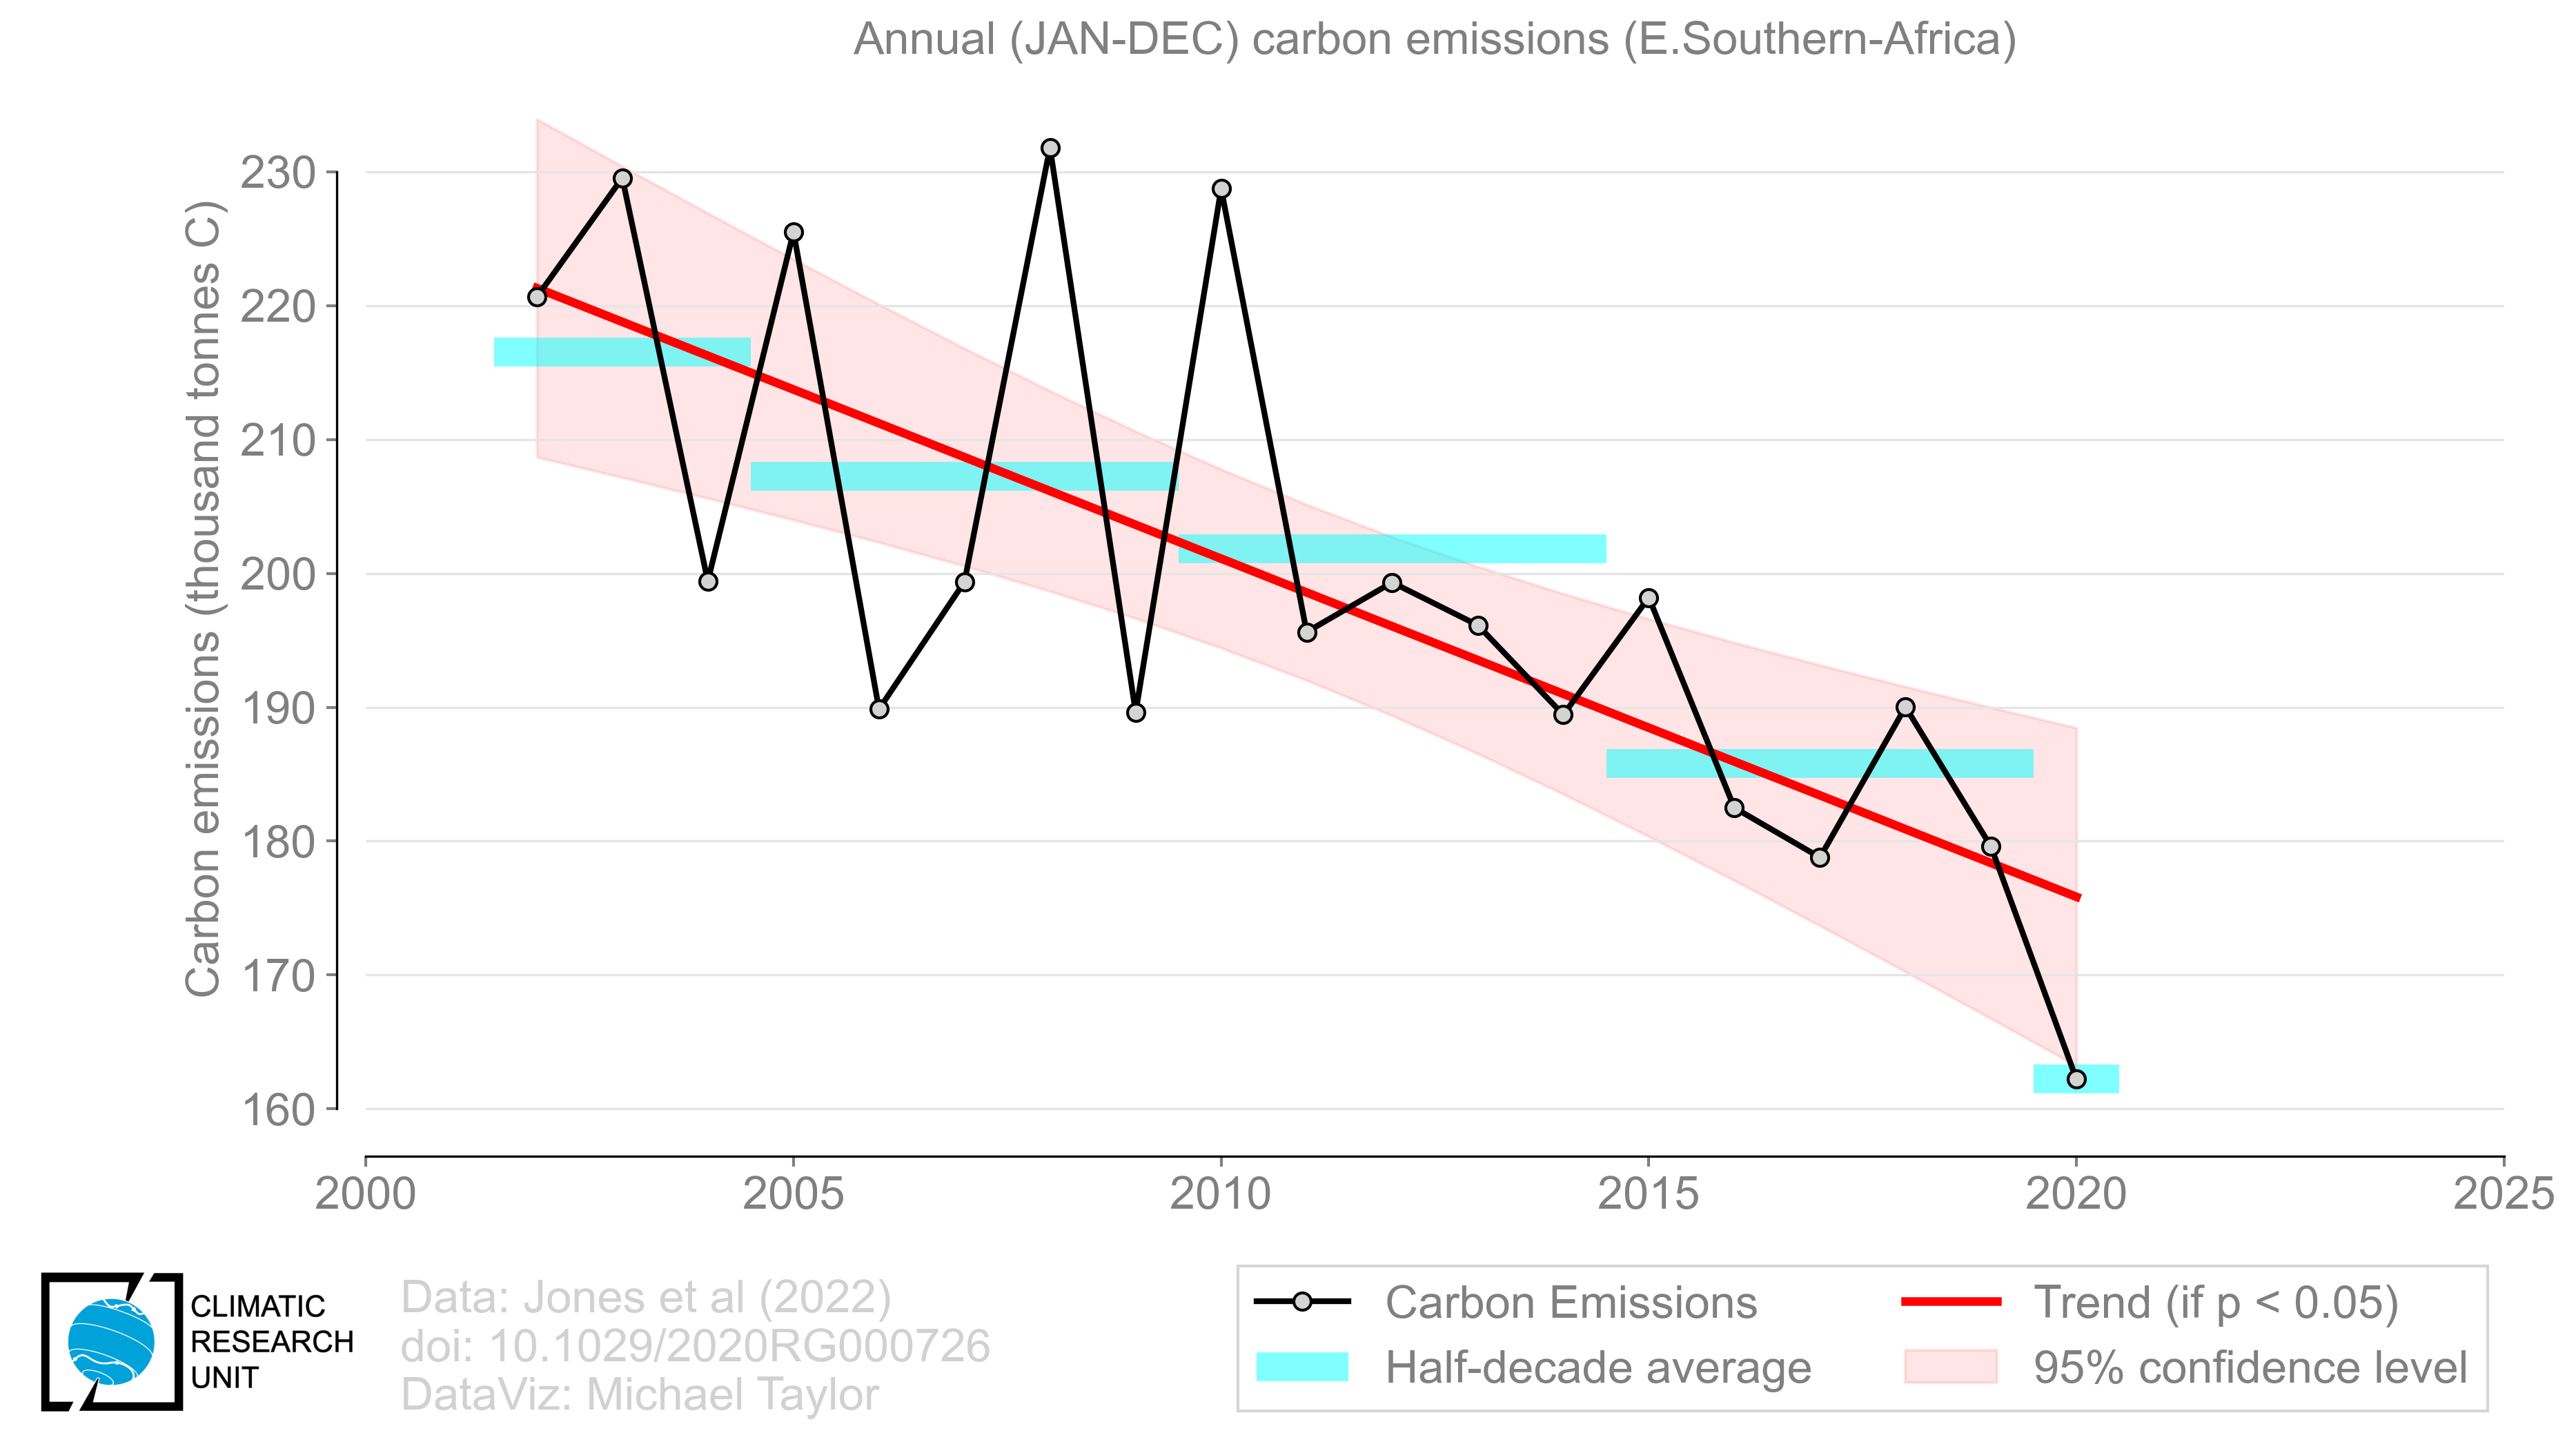 Annual (JAN-DEC) carbon emissions (E.Southern-Africa)
Carbon emissions (thousand tonnes C)
230
220
210
200
190
180
170
160
2000 2005 2010 2015 2020 2025
CLIMATIC
RESEARCH
UNIT
Data: Jones et al (2022)
doi: 10.1029/2020RG000726
DataViz: Michael Taylor
Carbon Emissions
Half-decade average
Trend (if p < 0.05)
95% confidence level